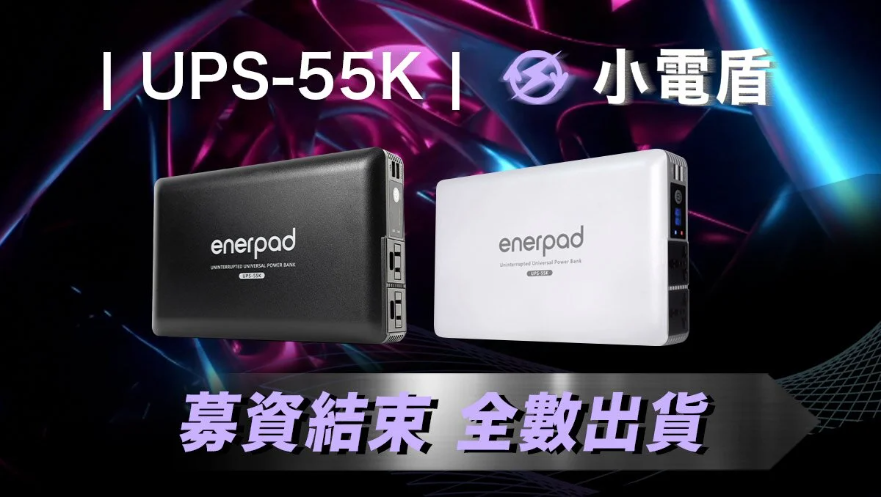 | UPS-55K | 小電盾
enerpad
UNINTERRUPTED UNIVERSAL POWER BANK
UPS-55K
enerpad
Uninterrupted Universal Power Bank
UPS-55K
募資結束 全數出貨